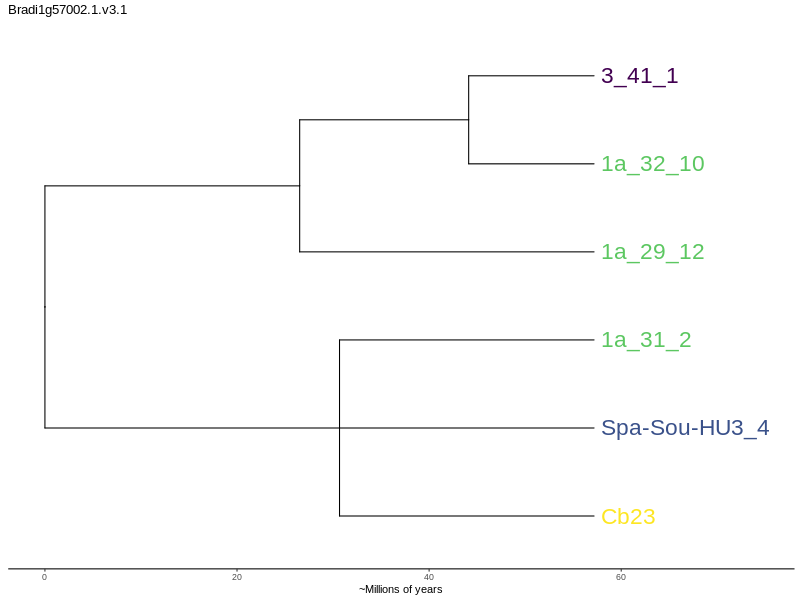 Bradi1g57002.1.v3.1
3_41_1
1a_32_10
1a_29_12
1a_31_2
Spa-Sou-HU3_4
Cb23
0 20 40 60
~Millions of years